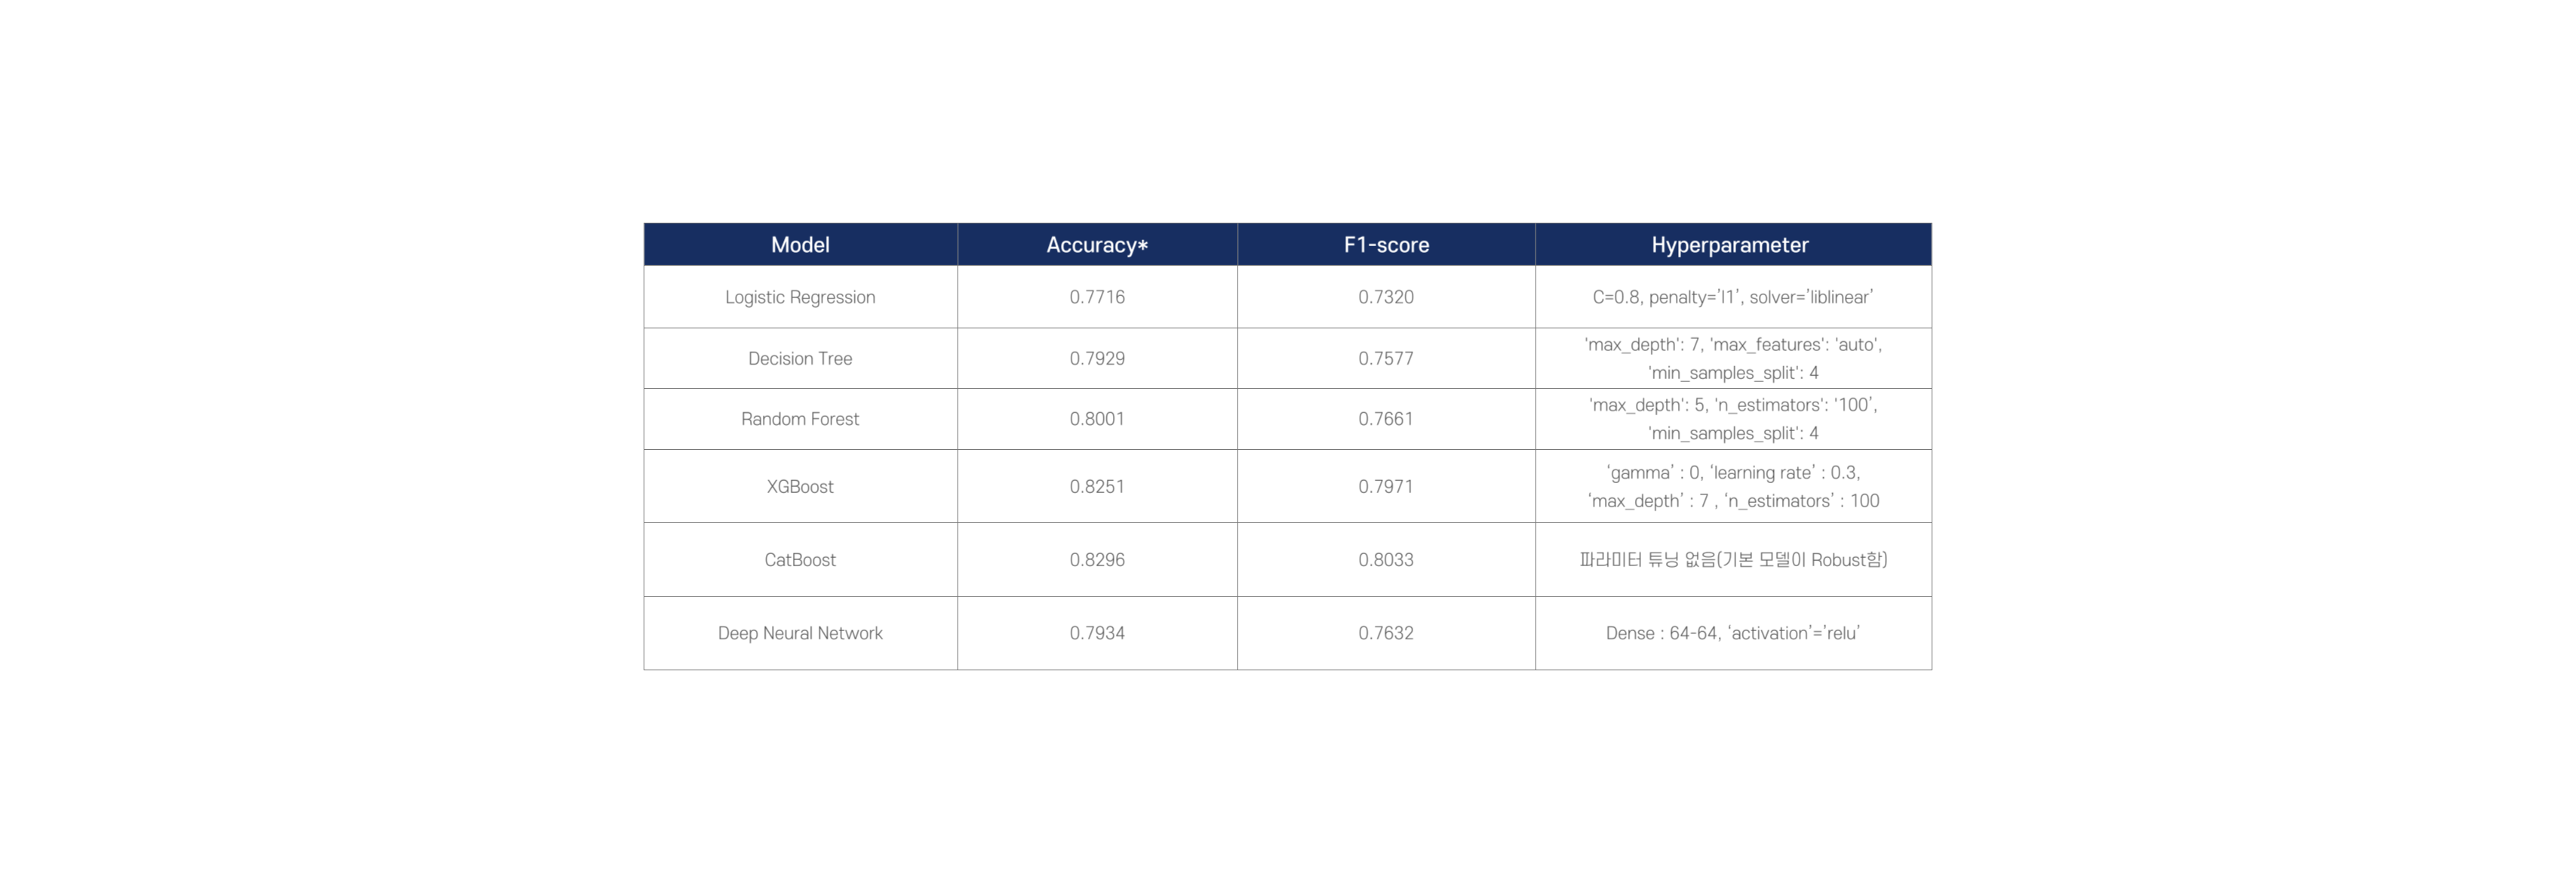 Model Accuracy* F1-score Hyperparameter
Logistic Regression 0.7716 0.7320 C=0.8, penalty=’l1’, solver=’liblinear’
Decision Tree 0.7929 0.7577 'max_depth': 7, 'max_features': 'auto',
'min_samples_split': 4
Random Forest 0.8001 0.7661 'max_depth': 5, 'n_estimators': '100’,
'min_samples_split': 4
XGBoost 0.8251 0.7971 ‘gamma’ : 0, ‘learning rate’ : 0.3,
‘max_depth’ : 7 , ‘n_estimators’ : 100
CatBoost 0.8296 0.8033 파라미터 튜닝 없음(기본 모델이 Robust함)
Deep Neural Network 0.7934 0.7632 Dense : 64-64, ‘activation’=’relu’